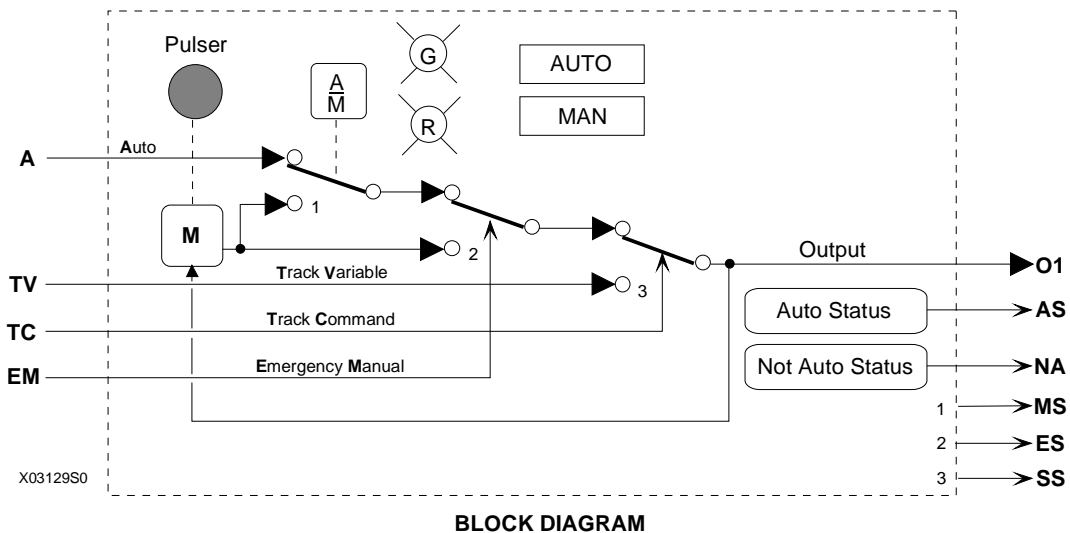 Pulser
A
M
G
R
AUTO
MAN
A
Auto
1
M
2
TV
Track Variable
3
Output
O1
TC
Track Command
Auto Status
AS
EM
Emergency Manual
Not Auto Status
NA
1
MS
2
ES
X03129S0
3
SS
BLOCK DIAGRAM